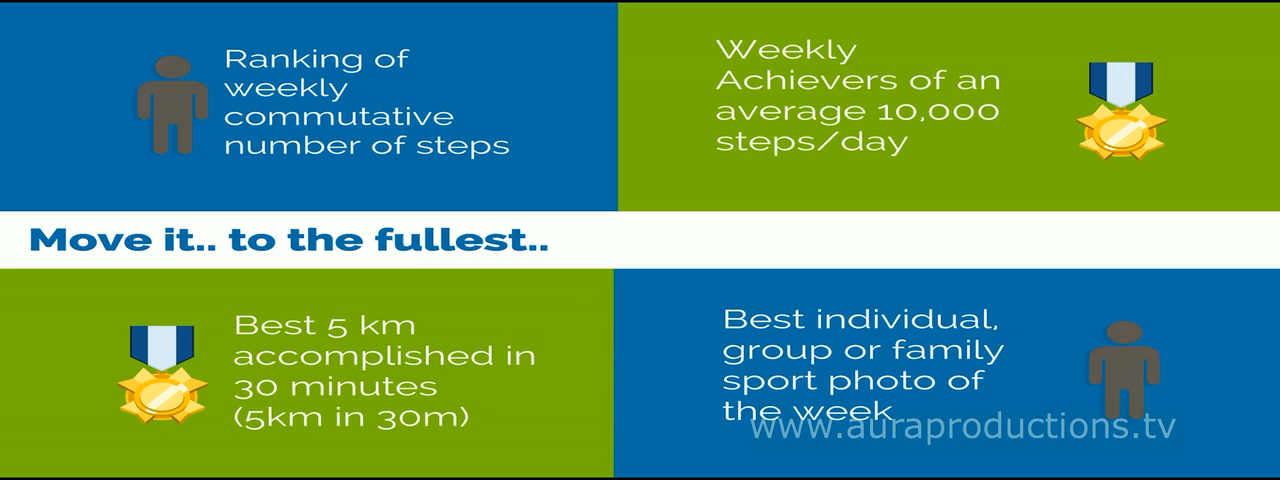 Ranking of
weekly
commutative
number of steps
Weekly
Achievers of an
average 10,000
steps/day
Move it.. to the fullest..
Best 5 km
accomplished in
30 minutes
(5km in 30m)
Best individual,
group or family
sport photo of
the week
www.auraproductions.tv